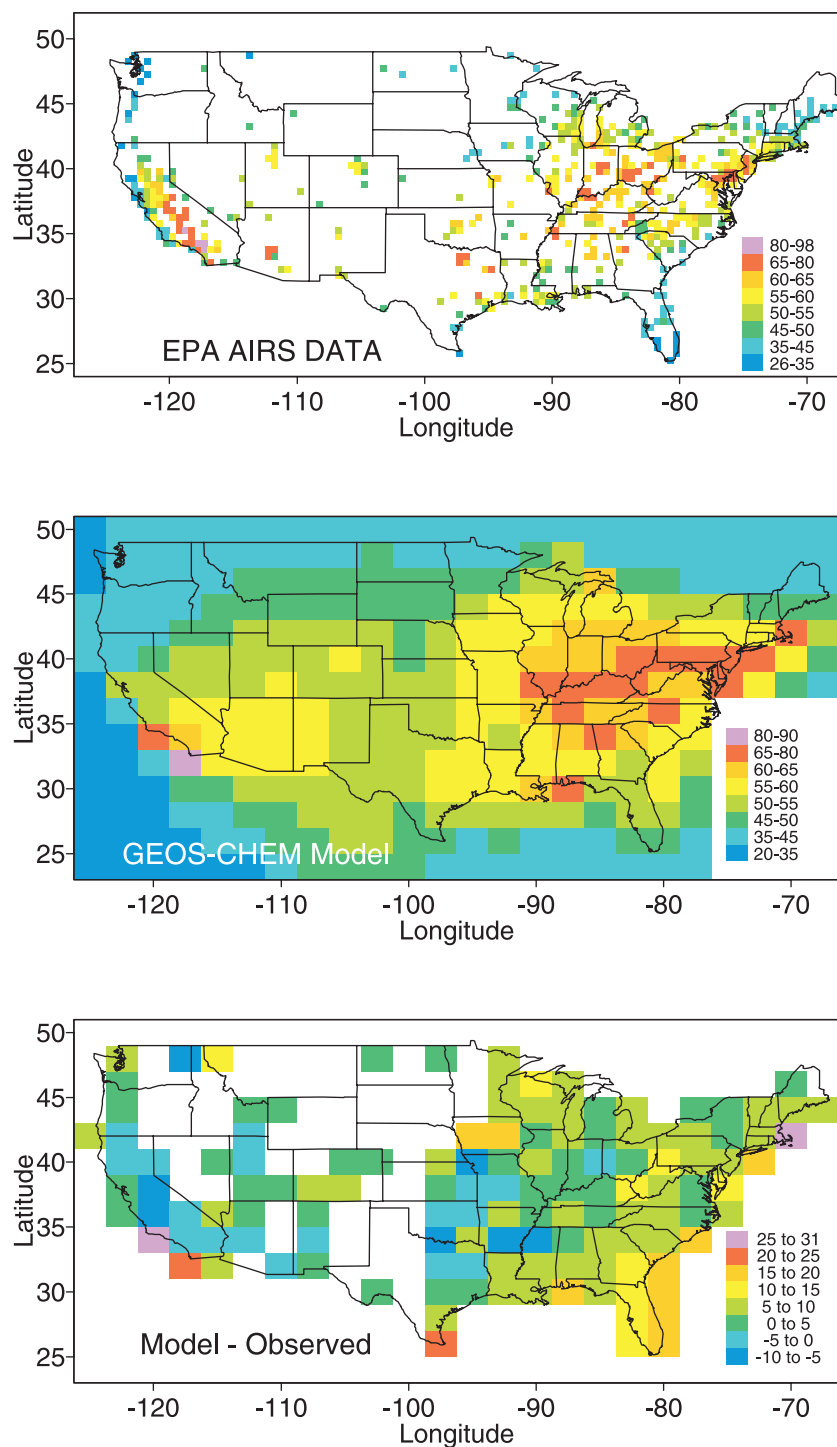 50
45
40
35
30
25
Latitude
EPA AIRS DATA
80-98
65-80
60-65
55-60
50-55
45-50
35-45
26-35
-120 -110 -100 -90 -80 -70
Longitude
50
45
40
35
30
25
Latitude
GEOS-CHEM Model
80-90
65-80
60-65
55-60
50-55
45-50
35-45
20-35
-120 -110 -100 -90 -80 -70
Longitude
50
45
40
35
30
25
Latitude
Model - Observed
25 to 31
20 to 25
15 to 20
10 to 15
5 to 10
0 to 5
-5 to 0
-10 to -5
-120 -110 -100 -90 -80 -70
Longitude